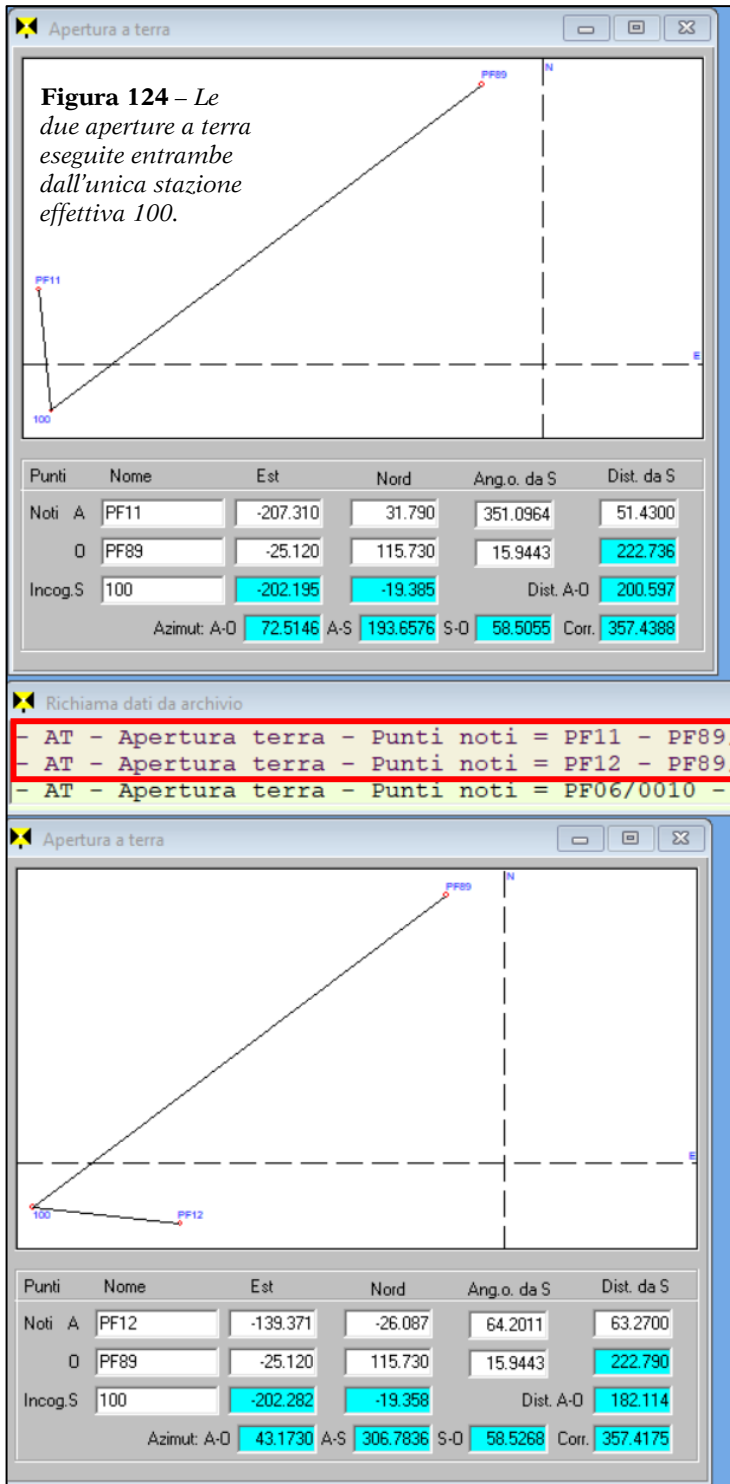 Apertura a terra
Figura 124 – Le
due aperture a terra
eseguite entrambe
dall'unica stazione
effettiva 100.
PF89
N
PF11
E
100
Punti Nome Est Nord Ang.o. da S Dist. da S
Noti A PF11 -207.310 31.790 351.0964 51.4300
O PF89 -25.120 115.730 15.9443 222.736
Incog.S 100 -202.195 -19.385 Dist. A-O 200.597
Azimut: A-O 72.5146 A-S 193.6576 S-O 58.5055 Corr. 357.4388
Richiama dati da archivio
- AT - Apertura terra - Punti noti = PF11 - PF89
- AT - Apertura terra - Punti noti = PF12 - PF89
- AT - Apertura terra - Punti noti = PF06/0010 -
Apertura a terra
PF89
N
E
100
PF12
Punti Nome Est Nord Ang.o. da S Dist. da S
Noti A PF12 -139.371 -26.087 64.2011 63.2700
O PF89 -25.120 115.730 15.9443 222.790
Incog.S 100 -202.282 -19.358 Dist. A-O 182.114
Azimut: A-O 43.1730 A-S 306.7836 S-O 58.5268 Corr. 357.4175